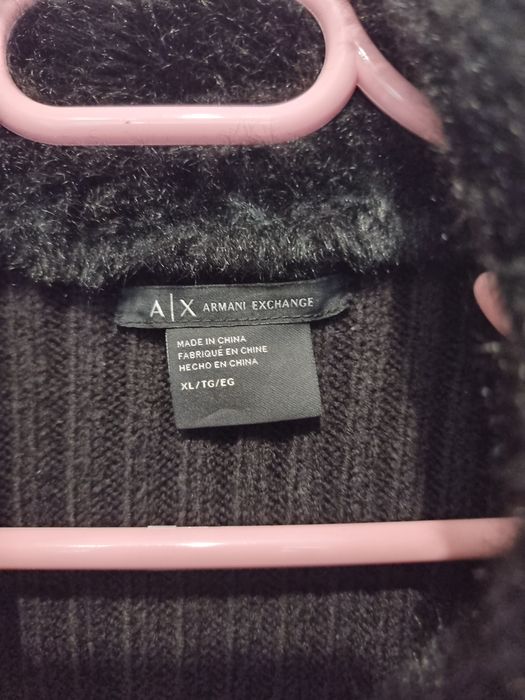 A|X ARMANI EXCHANGE
MADE IN CHINA
FABRIQUÉ EN CHINE
HECHO EN CHINA
XL/TG/EG